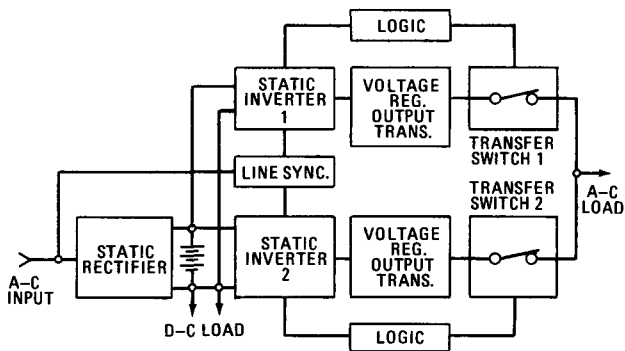 LOGIC
STATIC
INVERTER
1
VOLTAGE
REG.
OUTPUT
TRANS.
TRANSFER
SWITCH 1
LINE SYNC.
TRANSFER
SWITCH 2
A–C
LOAD
A–C
INPUT
STATIC
RECTIFIER
STATIC
INVERTER
2
VOLTAGE
REG.
OUTPUT
TRANS.
D–C LOAD
LOGIC